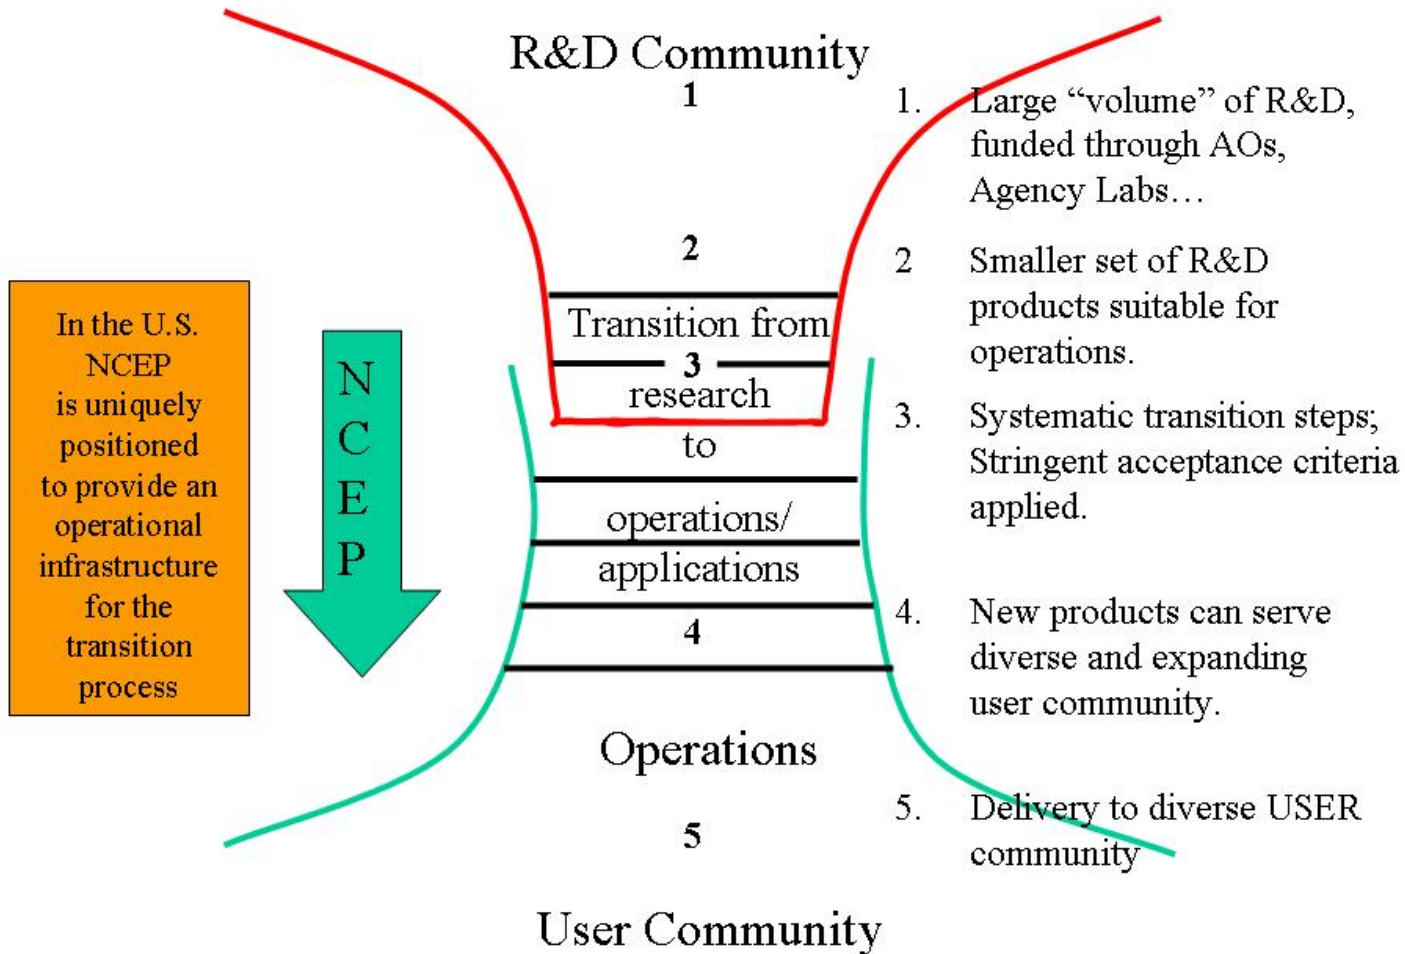 R&D Community
1
2
Transition from
3
research
to
operations/
applications
4
Operations
5
User Community
In the U.S.
NCEP
is uniquely
positioned
to provide an
operational
infrastructure
for the
transition
process
N
C
E
P
1. Large “volume” of R&D,
funded through AOs,
Agency Labs…
2 Smaller set of R&D
products suitable for
operations.
3. Systematic transition steps;
Stringent acceptance criteria
applied.
4. New products can serve
diverse and expanding
user community.
5. Delivery to diverse USER
community